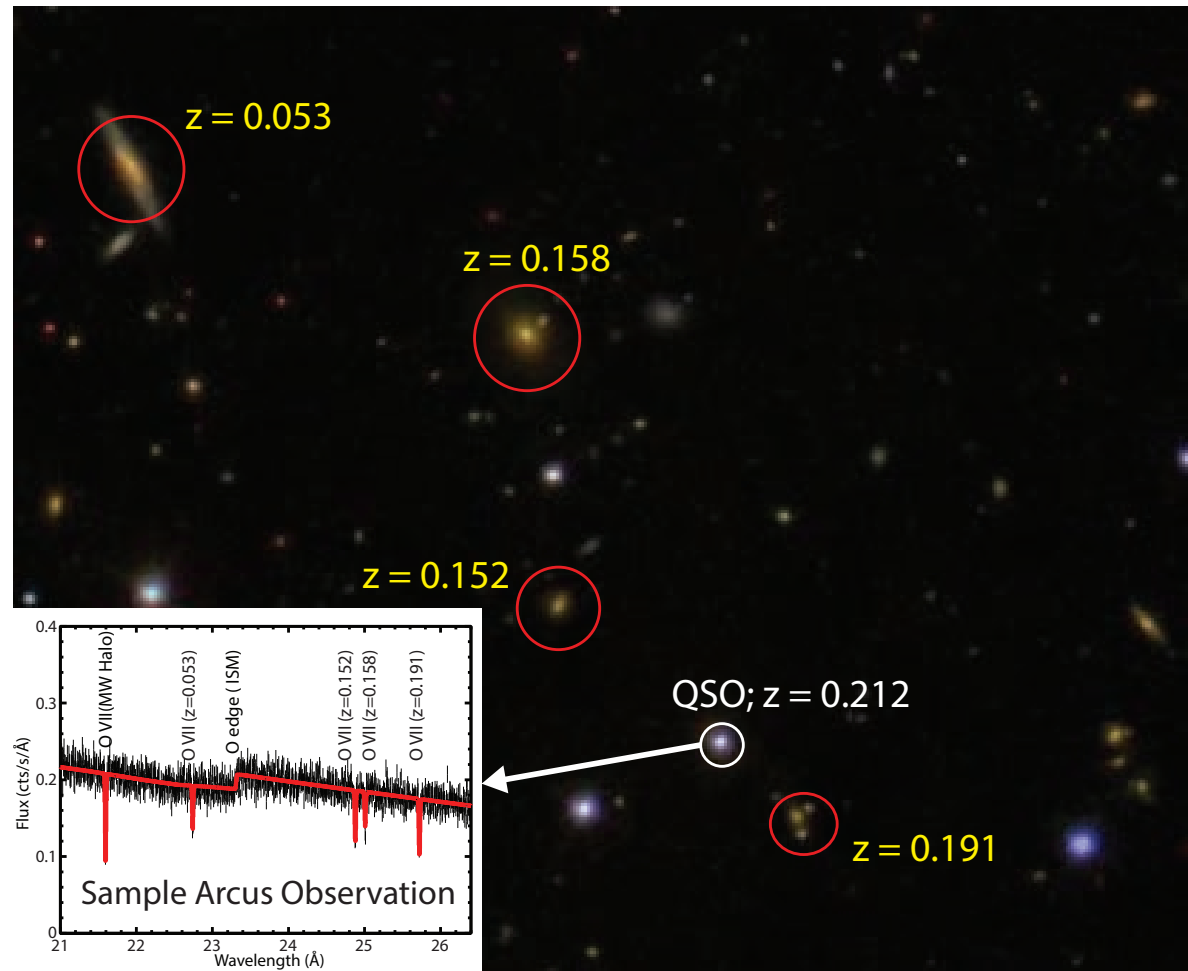 z = 0.053
z = 0.158
z = 0.152
QSO; z = 0.212
z = 0.191
O VII(MW Halo)
O VII (z=0.053)
O edge ( ISM)
O VII (z=0.152)
O VII (z=0.158)
O VII (z=0.191)
Flux (cts/s/Å)
0.4
0.3
0.2
0.1
0
Sample Arcus Observation
21 22 23 24 25 26
Wavelength (Å)